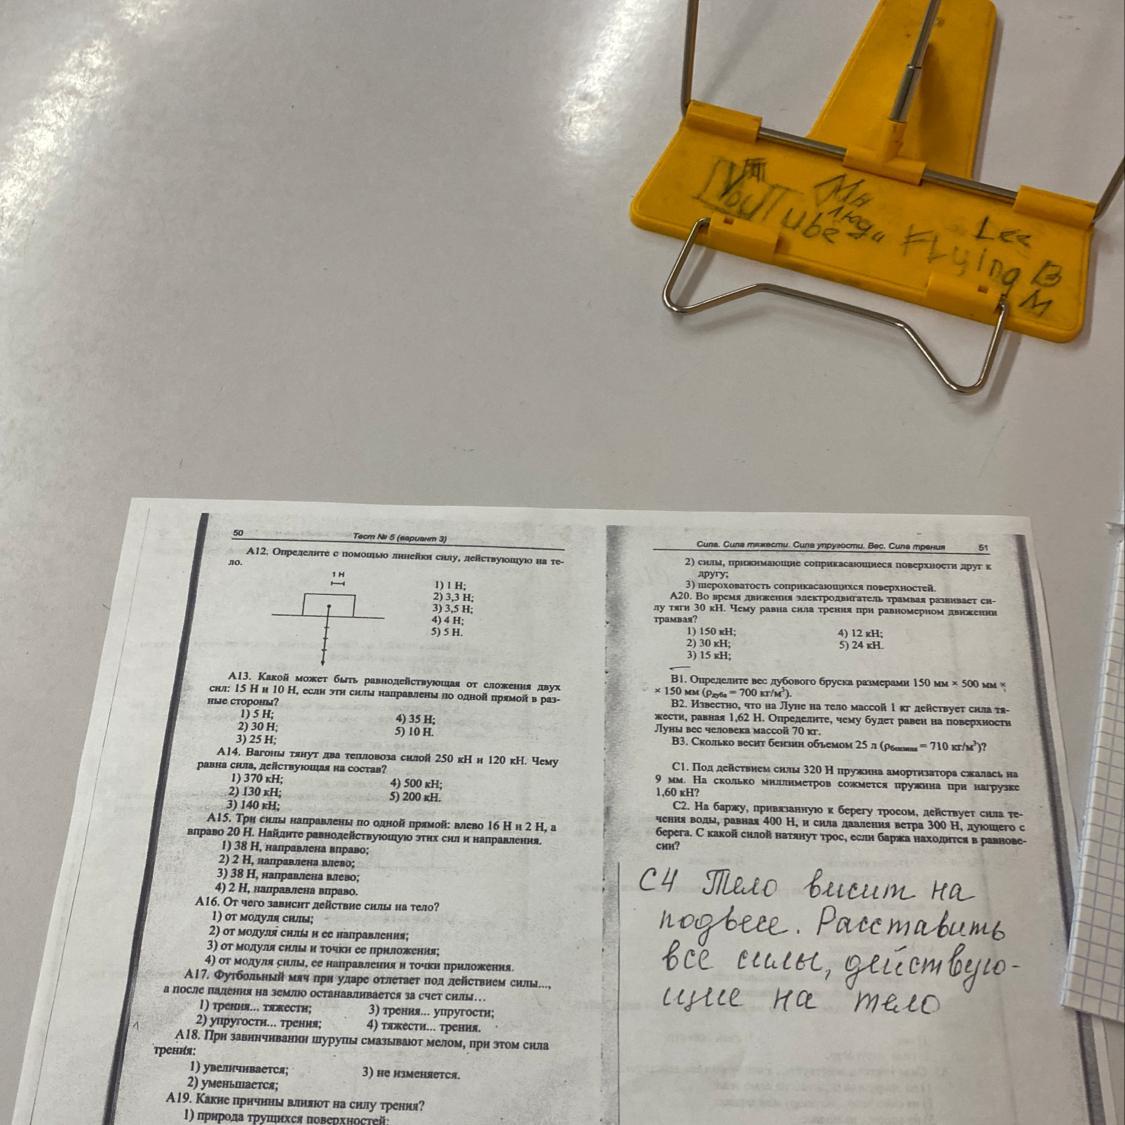 YouTube
Мы
люди
Lee
FLying B
M
50
Тест № 5 (вариант 3)
А12. Определите с помощью линейки силу, действующую на те-
ло.
1 Н
1) 1 Н;
2) 3,3 Н;
3) 3,5 Н;
4) 4 Н;
5) 5 Н.
А13. Какой может быть равнодействующая от сложения двух
сил: 15 Н и 10 Н, если эти силы направлены по одной прямой в раз-
ные стороны?
1) 5 Н; 4) 35 Н;
2) 30 Н; 5) 10 Н.
3) 25 Н;
А14. Вагоны тянут два тепловоза силой 250 кН и 120 кН. Чему
равна сила, действующая на состав?
1) 370 кН; 4) 500 кН;
2) 130 кН; 5) 200 кН.
3) 140 кН;
А15. Три силы направлены по одной прямой: влево 16 Н и 2 Н, а
вправо 20 Н. Найдите равнодействующую этих сил и направления.
1) 38 Н, направлена вправо;
2) 2 Н, направлена влево;
3) 38 Н, направлена влево;
4) 2 Н, направлена вправо.
А16. От чего зависит действие силы на тело?
1) от модуля силы;
2) от модуля силы и ее направления;
3) от модуля силы и точки ее приложения;
4) от модуля силы, ее направления и точки приложения.
А17. Футбольный мяч при ударе отлетает под действием силы...,
а после падения на землю останавливается за счет силы…
1) трения... тяжести; 3) трения... упругости;
2) упругости... трения; 4) тяжести... трения.
А18. При завинчивании шурупы смазывают мелом, при этом сила
трения:
1) увеличивается; 3) не изменяется.
2) уменьшается;
А19. Какие причины влияют на силу трения?
1) природа трущихся поверхностей;
Сила. Сила тяжести. Сила упругости. Вес. Сила трения 51
2) силы, прижимающие соприкасающиеся поверхности друг к
другу;
3) шероховатость соприкасающихся поверхностей.
А20. Во время движения электродвигатель трамвая развивает си-
лу тяги 30 кН. Чему равна сила трения при равномерном движении
трамвая?
1) 150 кН; 4) 12 кН;
2) 30 кН; 5) 24 кН.
3) 15 кН;
В1. Определите вес дубового бруска размерами 150 мм × 500 мм ×
× 150 мм (ρдуба = 700 кг/м³).
В2. Известно, что на Луне на тело массой 1 кг действует сила тя-
жести, равная 1,62 Н. Определите, чему будет равен на поверхности
Луны вес человека массой 70 кг.
В3. Сколько весит бензин объемом 25 л (ρбензина = 710 кг/м³)?
С1. Под действием силы 320 Н пружина амортизатора сжалась на
9 мм. На сколько миллиметров сожмется пружина при нагрузке
1,60 кН?
С2. На баржу, привязанную к берегу тросом, действует сила те-
чения воды, равная 400 Н, и сила давления ветра 300 Н, дующего с
берега. С какой силой натянут трос, если баржа находится в равнове-
сии?
С4 Тело висит на
подвесе. Расставить
все силы, действую-
щие на тело